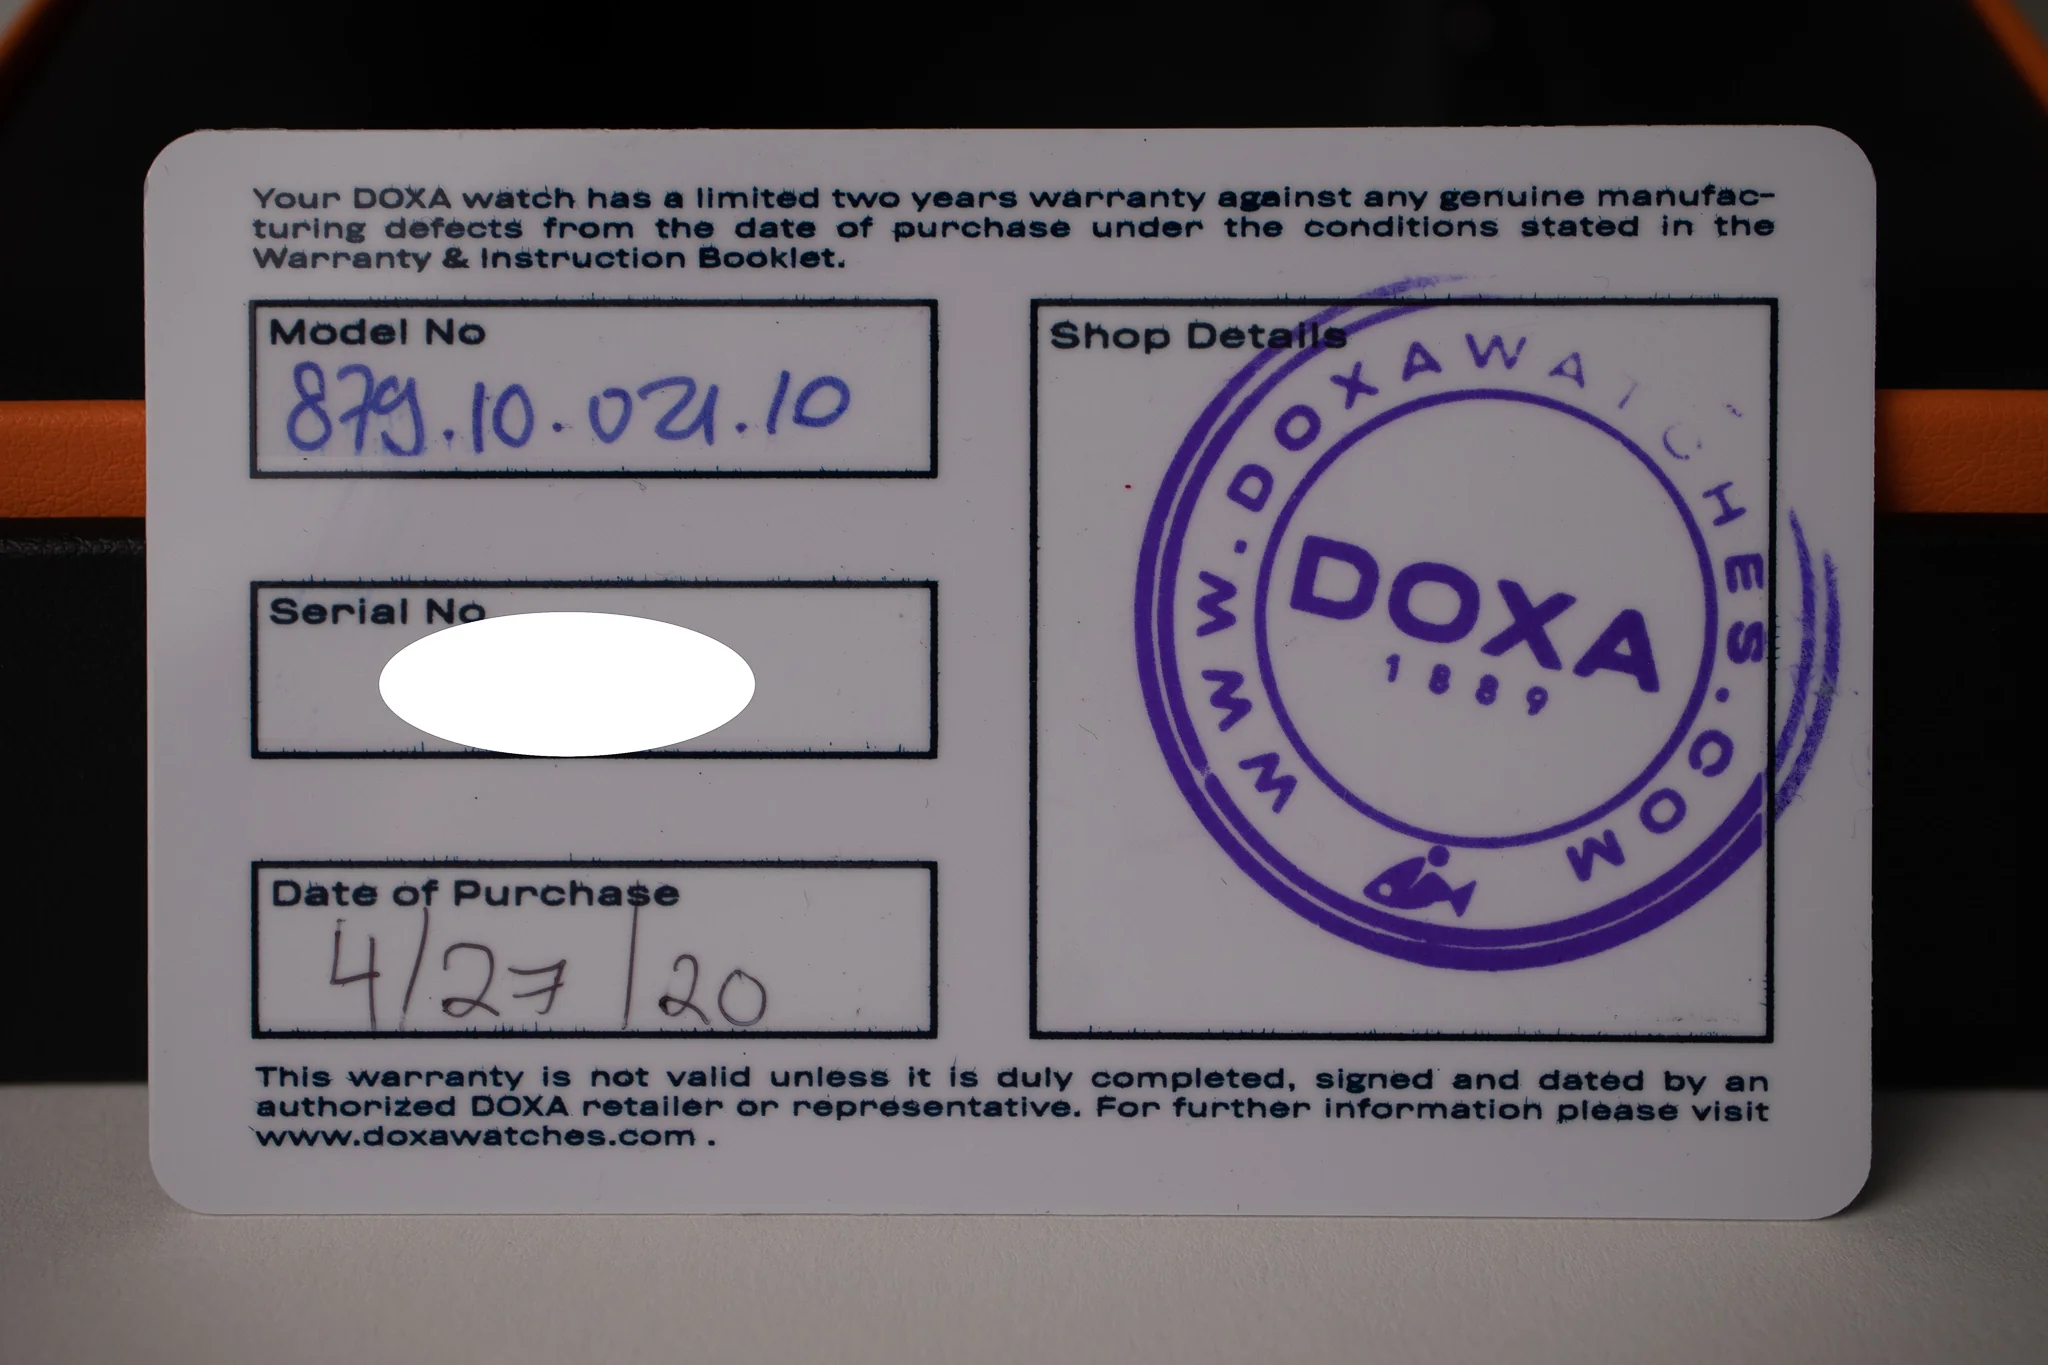 Your DOXA watch has a limited two years warranty against any genuine manufac-
turing defects from the date of purchase under the conditions stated in the
Warranty & Instruction Booklet.
Model No
879.10.021.10
Serial No
Date of Purchase
4/27/20
Shop Details
WWW.DOXAWATCHES.COM
DOXA
1889
This warranty is not valid unless it is duly completed, signed and dated by an
authorized DOXA retailer or representative. For further information please visit
www.doxawatches.com .